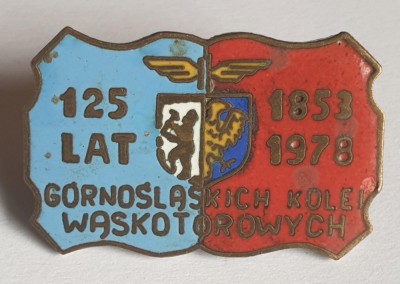 125 1853
LAT 1978
GÓRNOŚLĄSKICH KOLEI
WĄSKOTOROWYCH